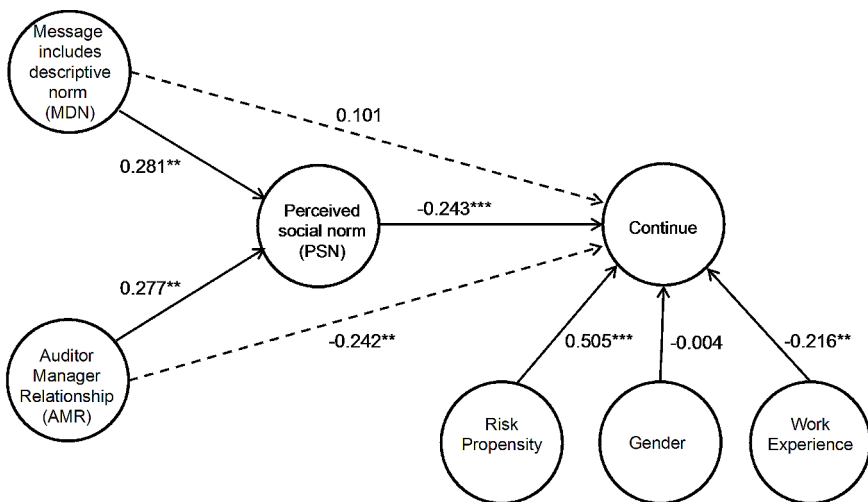 Message
includes
descriptive
norm
(MDN)
0.101
0.281**
Perceived
social norm
(PSN)
-0.243***
Continue
0.277**
-0.242**
Auditor
Manager
Relationship
(AMR)
0.505***
-0.004
-0.216**
Risk
Propensity
Gender
Work
Experience